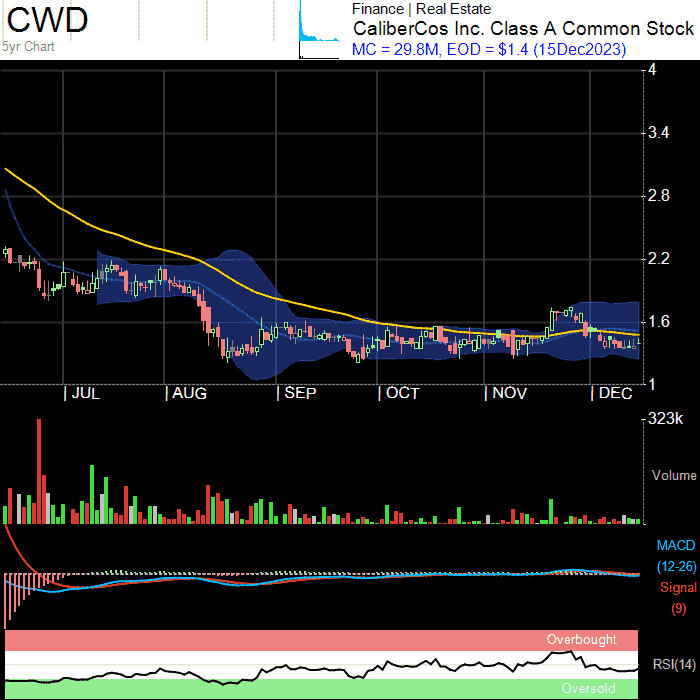 CWD
5yr Chart
Finance | Real Estate
CaliberCos Inc. Class A Common Stock
MC = 29.8M, EOD = $1.4 (15Dec2023)
4
3.4
2.8
2.2
1.6
1
| JUL
| AUG
| SEP
| OCT
| NOV
| DEC
323k
Volume
MACD
(12-26)
Signal
(9)
Overbought
RSI(14)
Oversold